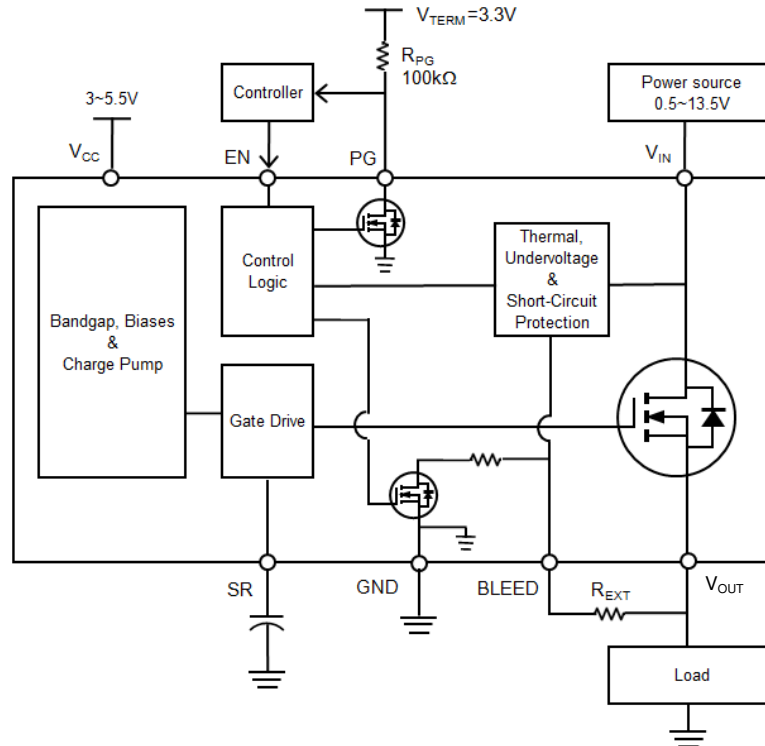 V_TERM=3.3V
R_PG
100kΩ
Controller
Power source
0.5~13.5V
3~5.5V
V_CC
EN
PG
V_IN
Bandgap, Biases
&
Charge Pump
Control
Logic
Thermal,
Undervoltage
&
Short-Circuit
Protection
Gate Drive
SR
GND
BLEED
R_EXT
V_OUT
Load